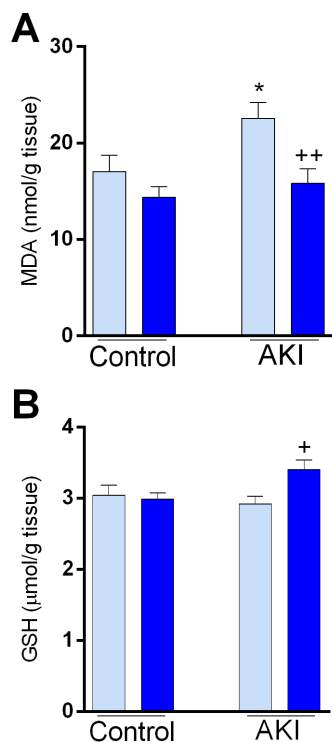 A
MDA (nmol/g tissue)
30
20
10
0
*
++
Control
AKI
B
GSH (μmol/g tissue)
4
3
2
1
0
+
Control
AKI